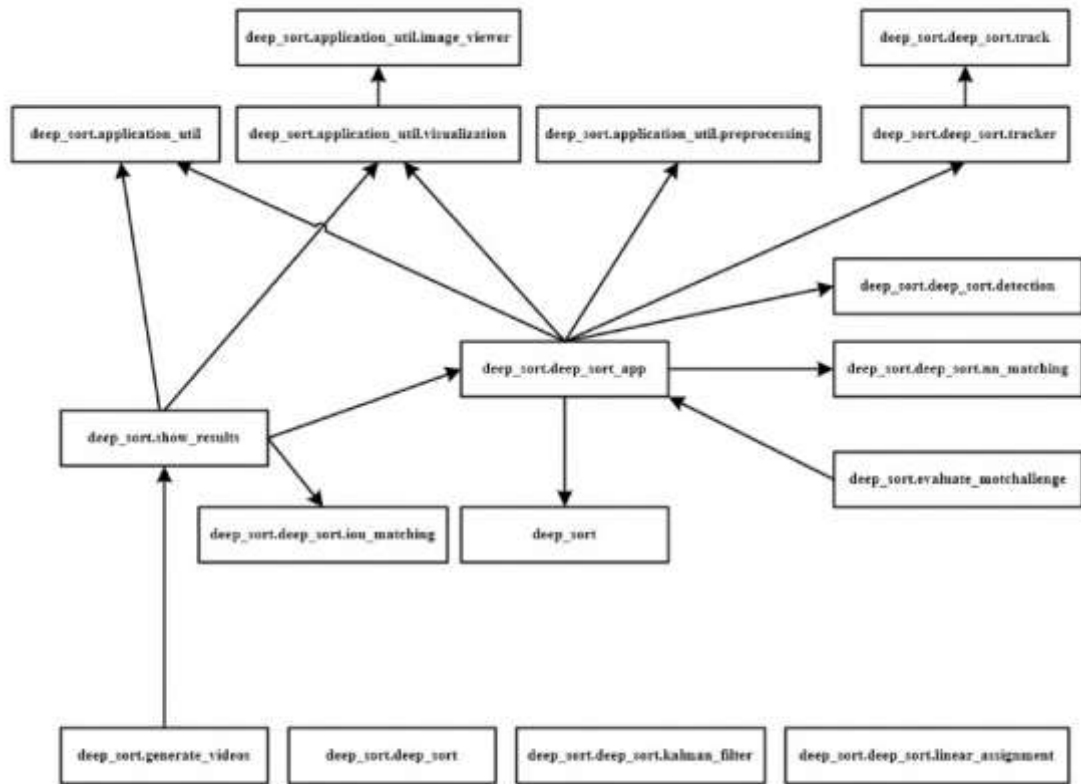 deep_sort.application_util.image_viewer
deep_sort.deep_sort.track
deep_sort.application_util
deep_sort.application_util.visualization
deep_sort.application_util.preprocessing
deep_sort.deep_sort.tracker
deep_sort.deep_sort.detection
deep_sort.deep_sort_app
deep_sort.deep_sort.nn_matching
deep_sort.show_results
deep_sort.evaluate_motchallenge
deep_sort.deep_sort.iou_matching
deep_sort
deep_sort.generate_videos
deep_sort.deep_sort
deep_sort.deep_sort.kalman_filter
deep_sort.deep_sort.linear_assignment